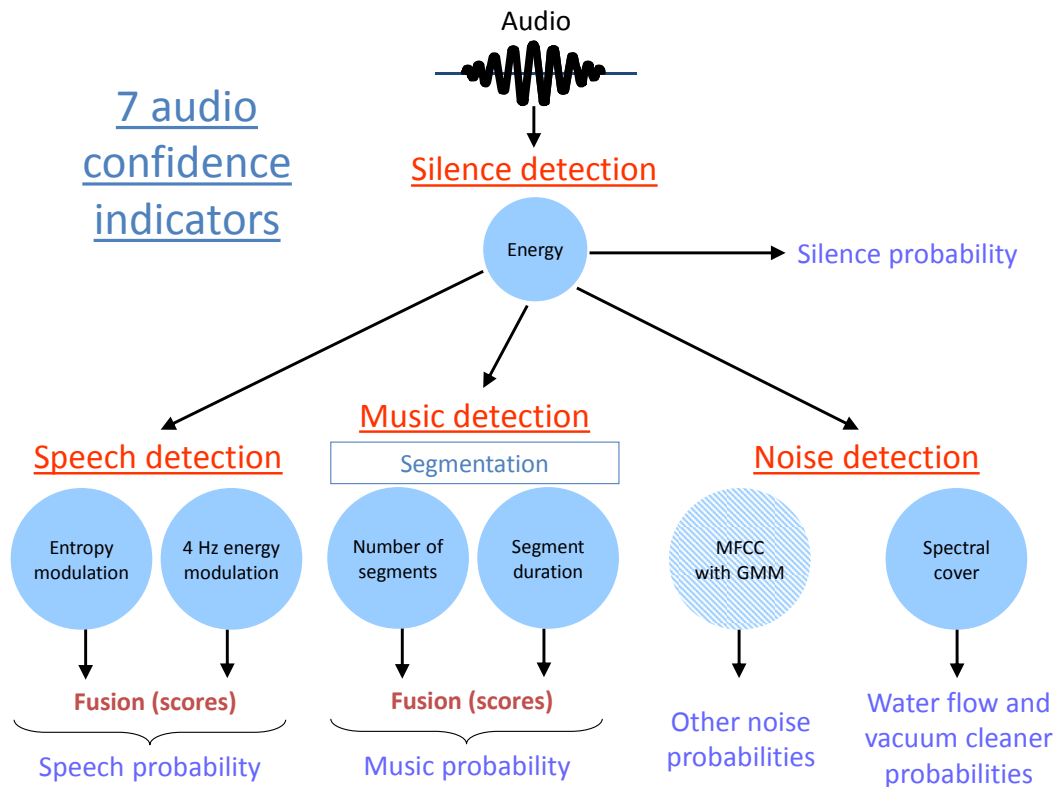 Audio
7 audio
confidence
indicators
Silence detection
Energy
Silence probability
Speech detection
Music detection
Segmentation
Noise detection
Entropy
modulation
4 Hz energy
modulation
Number of
segments
Segment
duration
MFCC
with GMM
Spectral
cover
Fusion (scores)
Fusion (scores)
Speech probability
Music probability
Other noise
probabilities
Water flow and
vacuum cleaner
probabilities